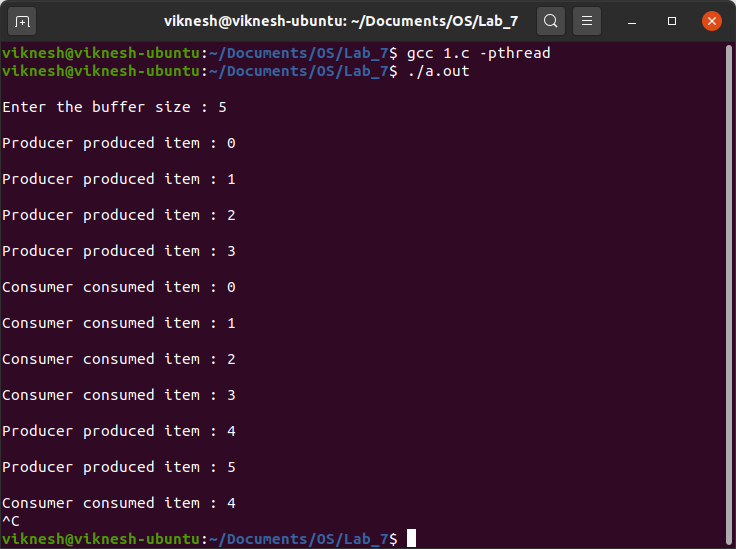 viknesh@viknesh-ubuntu: ~/Documents/OS/Lab_7
viknesh@viknesh-ubuntu:~/Documents/OS/Lab_7$ gcc 1.c -pthread
viknesh@viknesh-ubuntu:~/Documents/OS/Lab_7$ ./a.out
Enter the buffer size : 5
Producer produced item : 0
Producer produced item : 1
Producer produced item : 2
Producer produced item : 3
Consumer consumed item : 0
Consumer consumed item : 1
Consumer consumed item : 2
Consumer consumed item : 3
Producer produced item : 4
Producer produced item : 5
Consumer consumed item : 4
^C
viknesh@viknesh-ubuntu:~/Documents/OS/Lab_7$